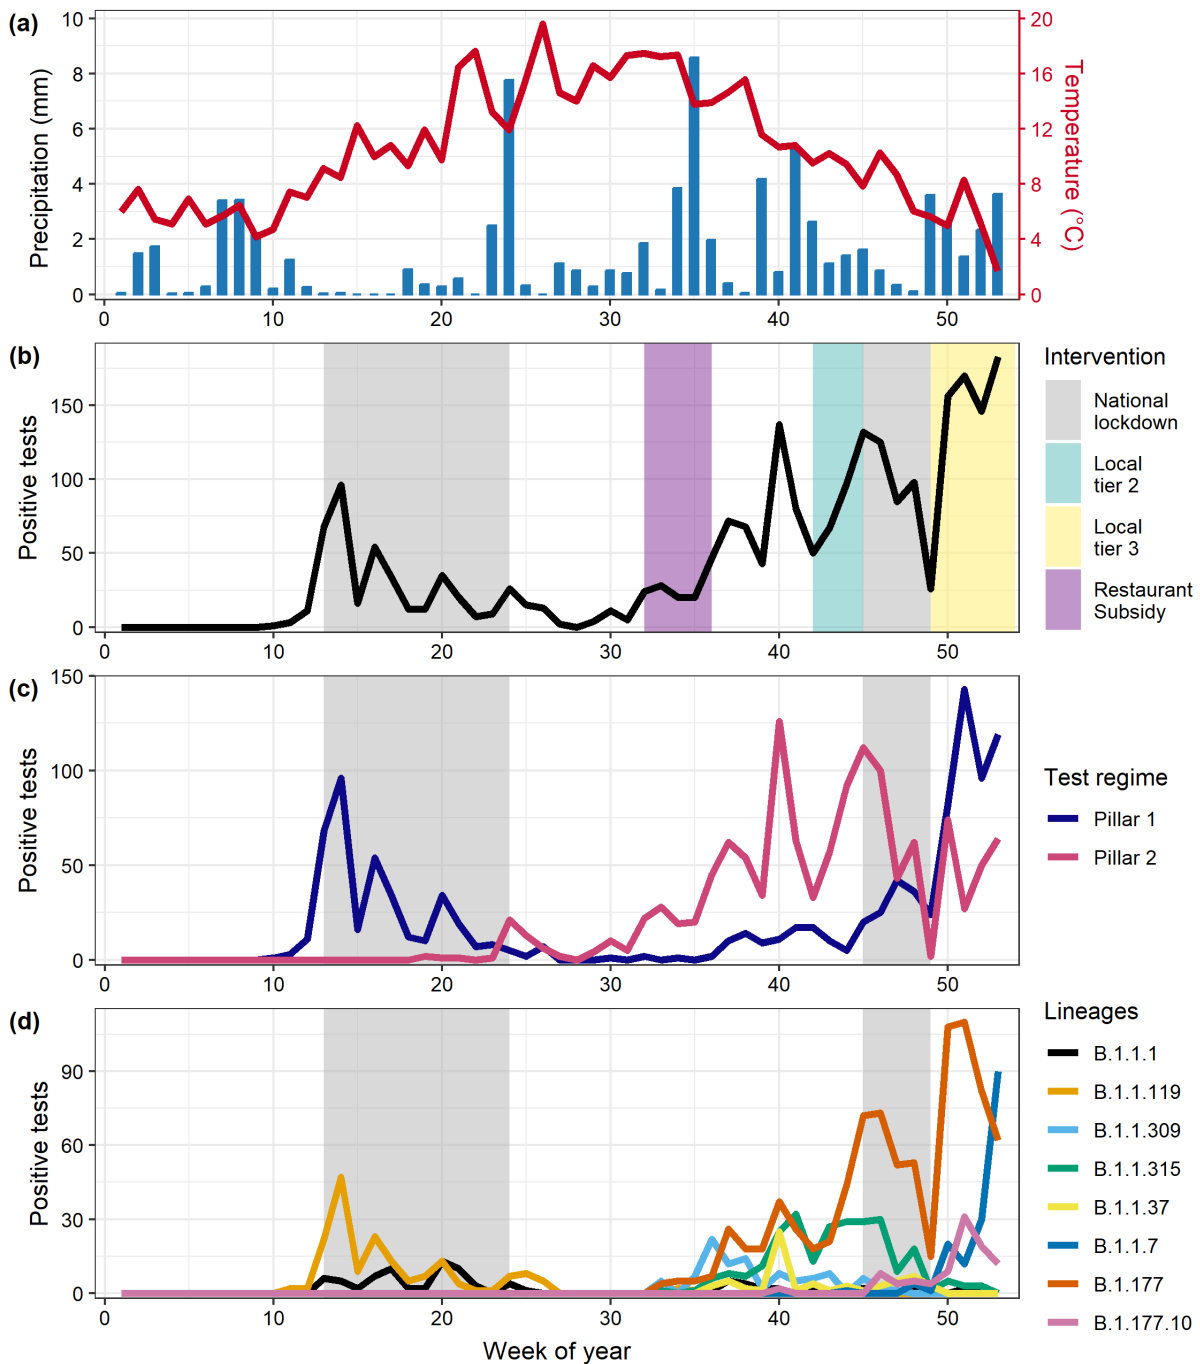 (a)
Precipitation (mm)
10
8
6
4
2
0
20
16
12
8
4
0
Temperature (°C)
0
10
20
30
40
50
(b)
Positive tests
150
100
50
0
0
10
20
30
40
50
Intervention
National
lockdown
Local
tier 2
Local
tier 3
Restaurant
Subsidy
(c)
Positive tests
150
100
50
0
0
10
20
30
40
50
Test regime
Pillar 1
Pillar 2
(d)
Positive tests
90
60
30
0
0
10
20
30
40
50
Week of year
Lineages
B.1.1.1
B.1.1.119
B.1.1.309
B.1.1.315
B.1.1.37
B.1.1.7
B.1.177
B.1.177.10